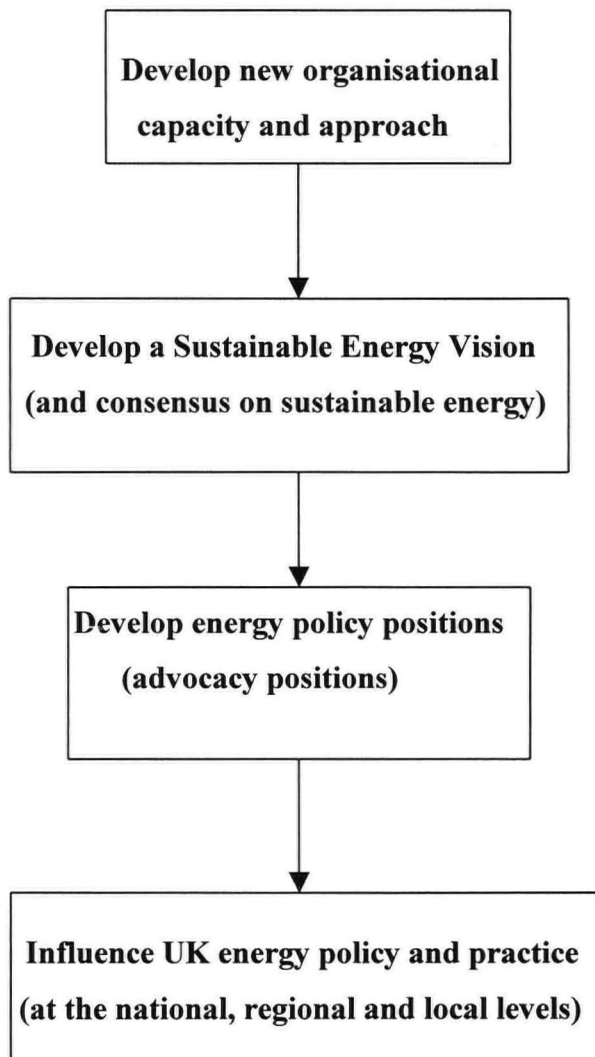 Develop new organisational
capacity and approach
Develop a Sustainable Energy Vision
(and consensus on sustainable energy)
Develop energy policy positions
(advocacy positions)
Influence UK energy policy and practice
(at the national, regional and local levels)